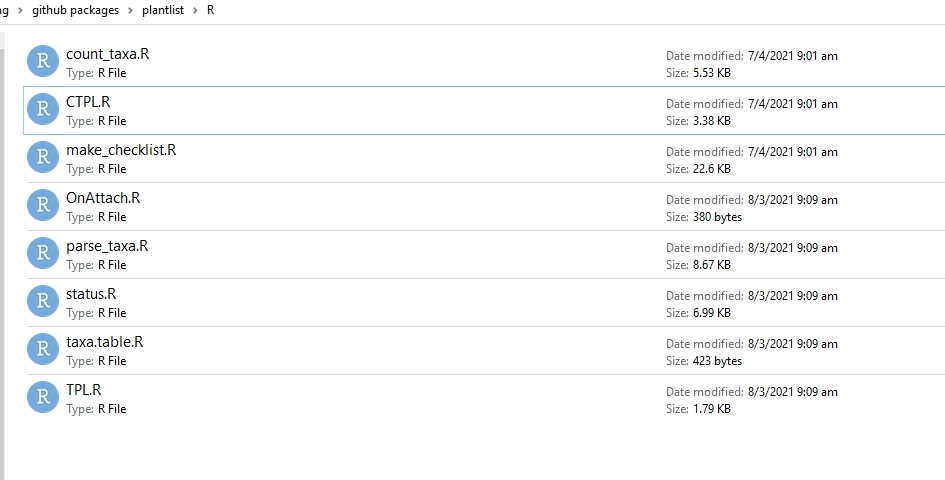 ng > github packages > plantlist > R
R count_taxa.R Date modified: 7/4/2021 9:01 am
Type: R File Size: 5.53 KB
R CTPL.R Date modified: 7/4/2021 9:01 am
Type: R File Size: 3.38 KB
R make_checklist.R Date modified: 7/4/2021 9:01 am
Type: R File Size: 22.6 KB
R OnAttach.R Date modified: 8/3/2021 9:09 am
Type: R File Size: 380 bytes
R parse_taxa.R Date modified: 8/3/2021 9:09 am
Type: R File Size: 8.67 KB
R status.R Date modified: 8/3/2021 9:09 am
Type: R File Size: 6.99 KB
R taxa.table.R Date modified: 8/3/2021 9:09 am
Type: R File Size: 423 bytes
R TPL.R Date modified: 8/3/2021 9:09 am
Type: R File Size: 1.79 KB